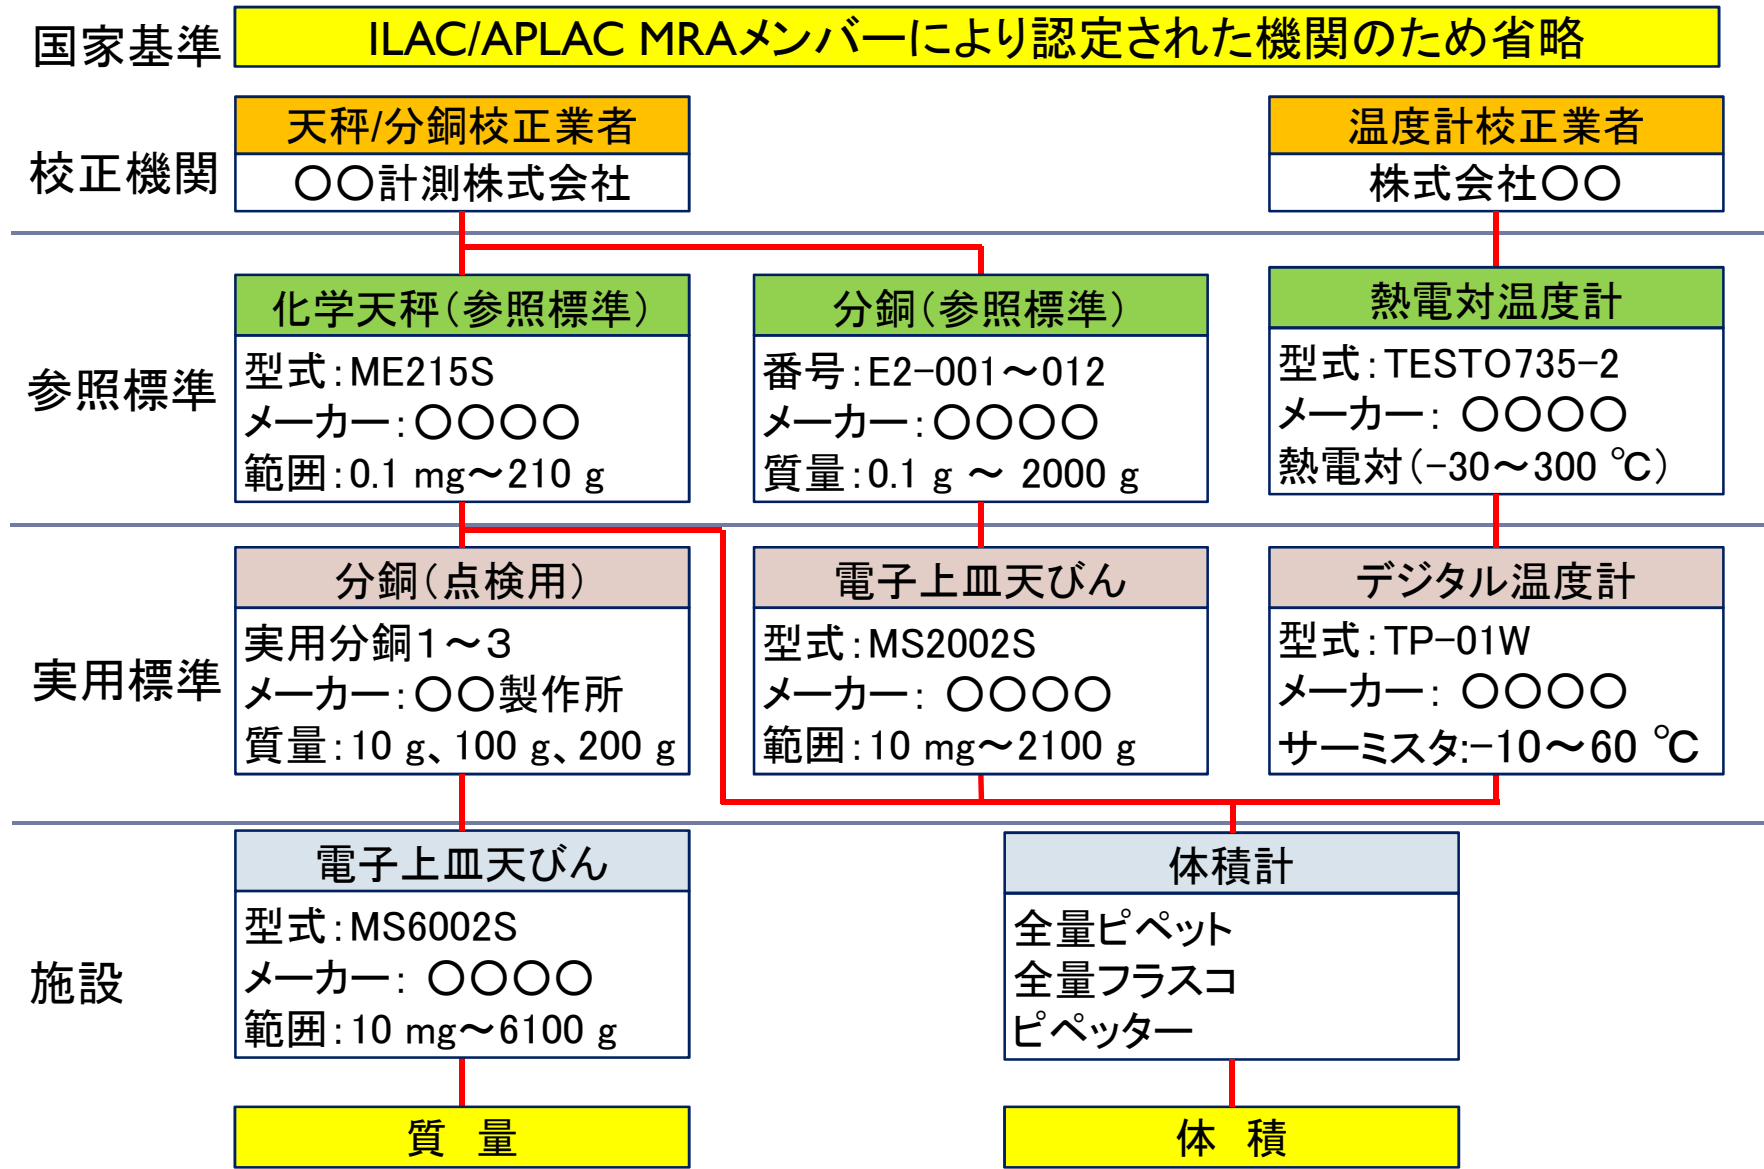 国家基準
ILAC/APLAC MRAメンバーにより認定された機関のため省略
校正機関
天秤/分銅校正業者
〇〇計測株式会社
温度計校正業者
株式会社〇〇
参照標準
化学天秤(参照標準)
型式:ME215S
メーカー:〇〇〇〇
範囲:0.1 mg～210 g
分銅(参照標準)
番号:E2-001～012
メーカー:〇〇〇〇
質量:0.1 g ～ 2000 g
熱電対温度計
型式:TESTO735-2
メーカー: 〇〇〇〇
熱電対(-30～300 ℃)
実用標準
分銅(点検用)
実用分銅１～３
メーカー:〇〇製作所
質量:10 g、100 g、200 g
電子上皿天びん
型式:MS2002S
メーカー: 〇〇〇〇
範囲:10 mg～2100 g
デジタル温度計
型式:TP-01W
メーカー: 〇〇〇〇
サーミスタ:-10～60 ℃
施設
電子上皿天びん
型式:MS6002S
メーカー: 〇〇〇〇
範囲:10 mg～6100 g
体積計
全量ピペット
全量フラスコ
ピペッター
質　量
体　積